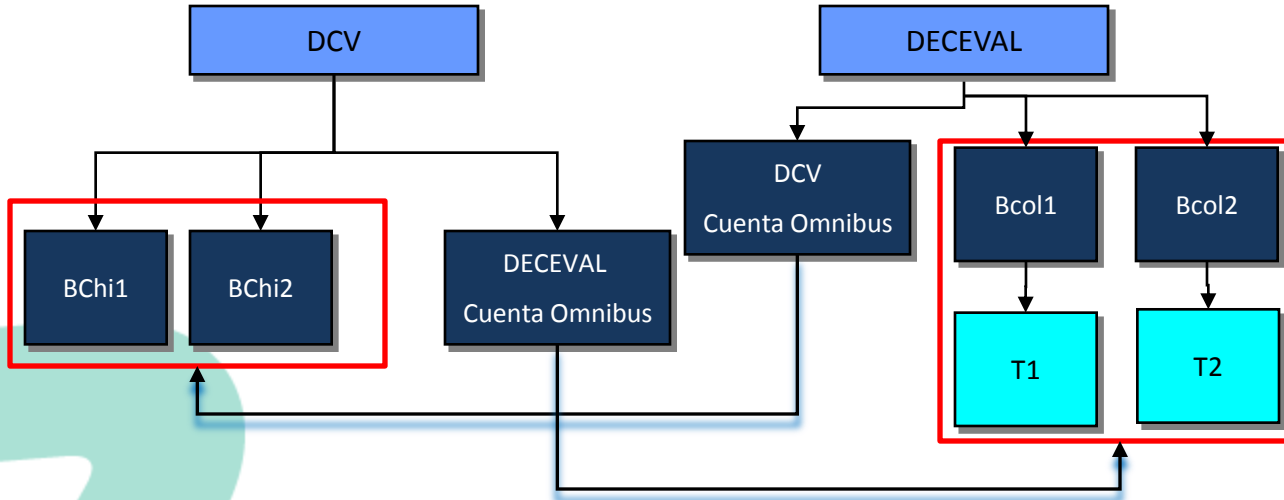 DCV
DECEVAL
DCV
Cuenta Omnibus
Bcol1
Bcol2
BChi1
BChi2
DECEVAL
Cuenta Omnibus
T1
T2